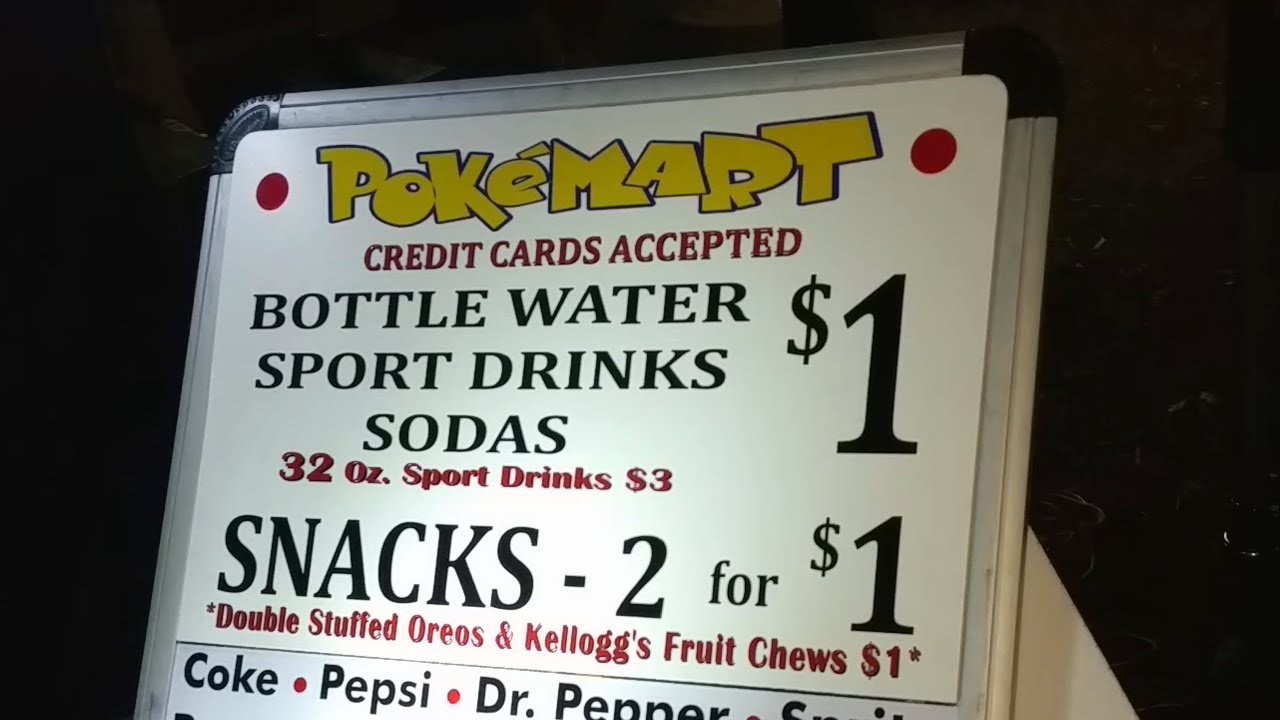 POKéMART
CREDIT CARDS ACCEPTED
BOTTLE WATER
SPORT DRINKS
SODAS
$1
32 Oz. Sport Drinks $3
SNACKS - 2 for $1
*Double Stuffed Oreos & Kellogg's Fruit Chews $1*
Coke • Pepsi • Dr. Pepper •